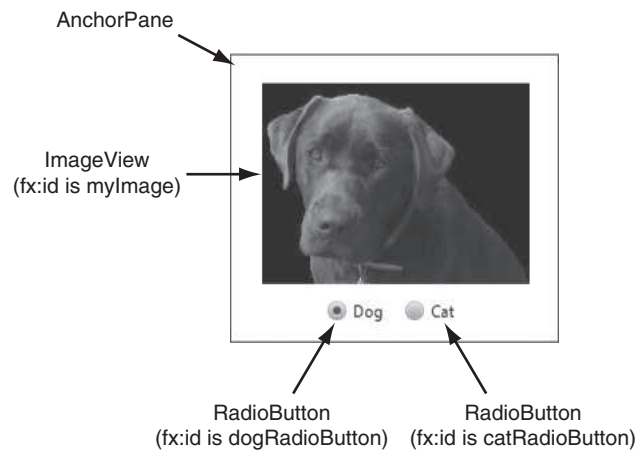 AnchorPane
ImageView
(fx:id is myImage)
Dog
Cat
RadioButton
(fx:id is dogRadioButton)
RadioButton
(fx:id is catRadioButton)